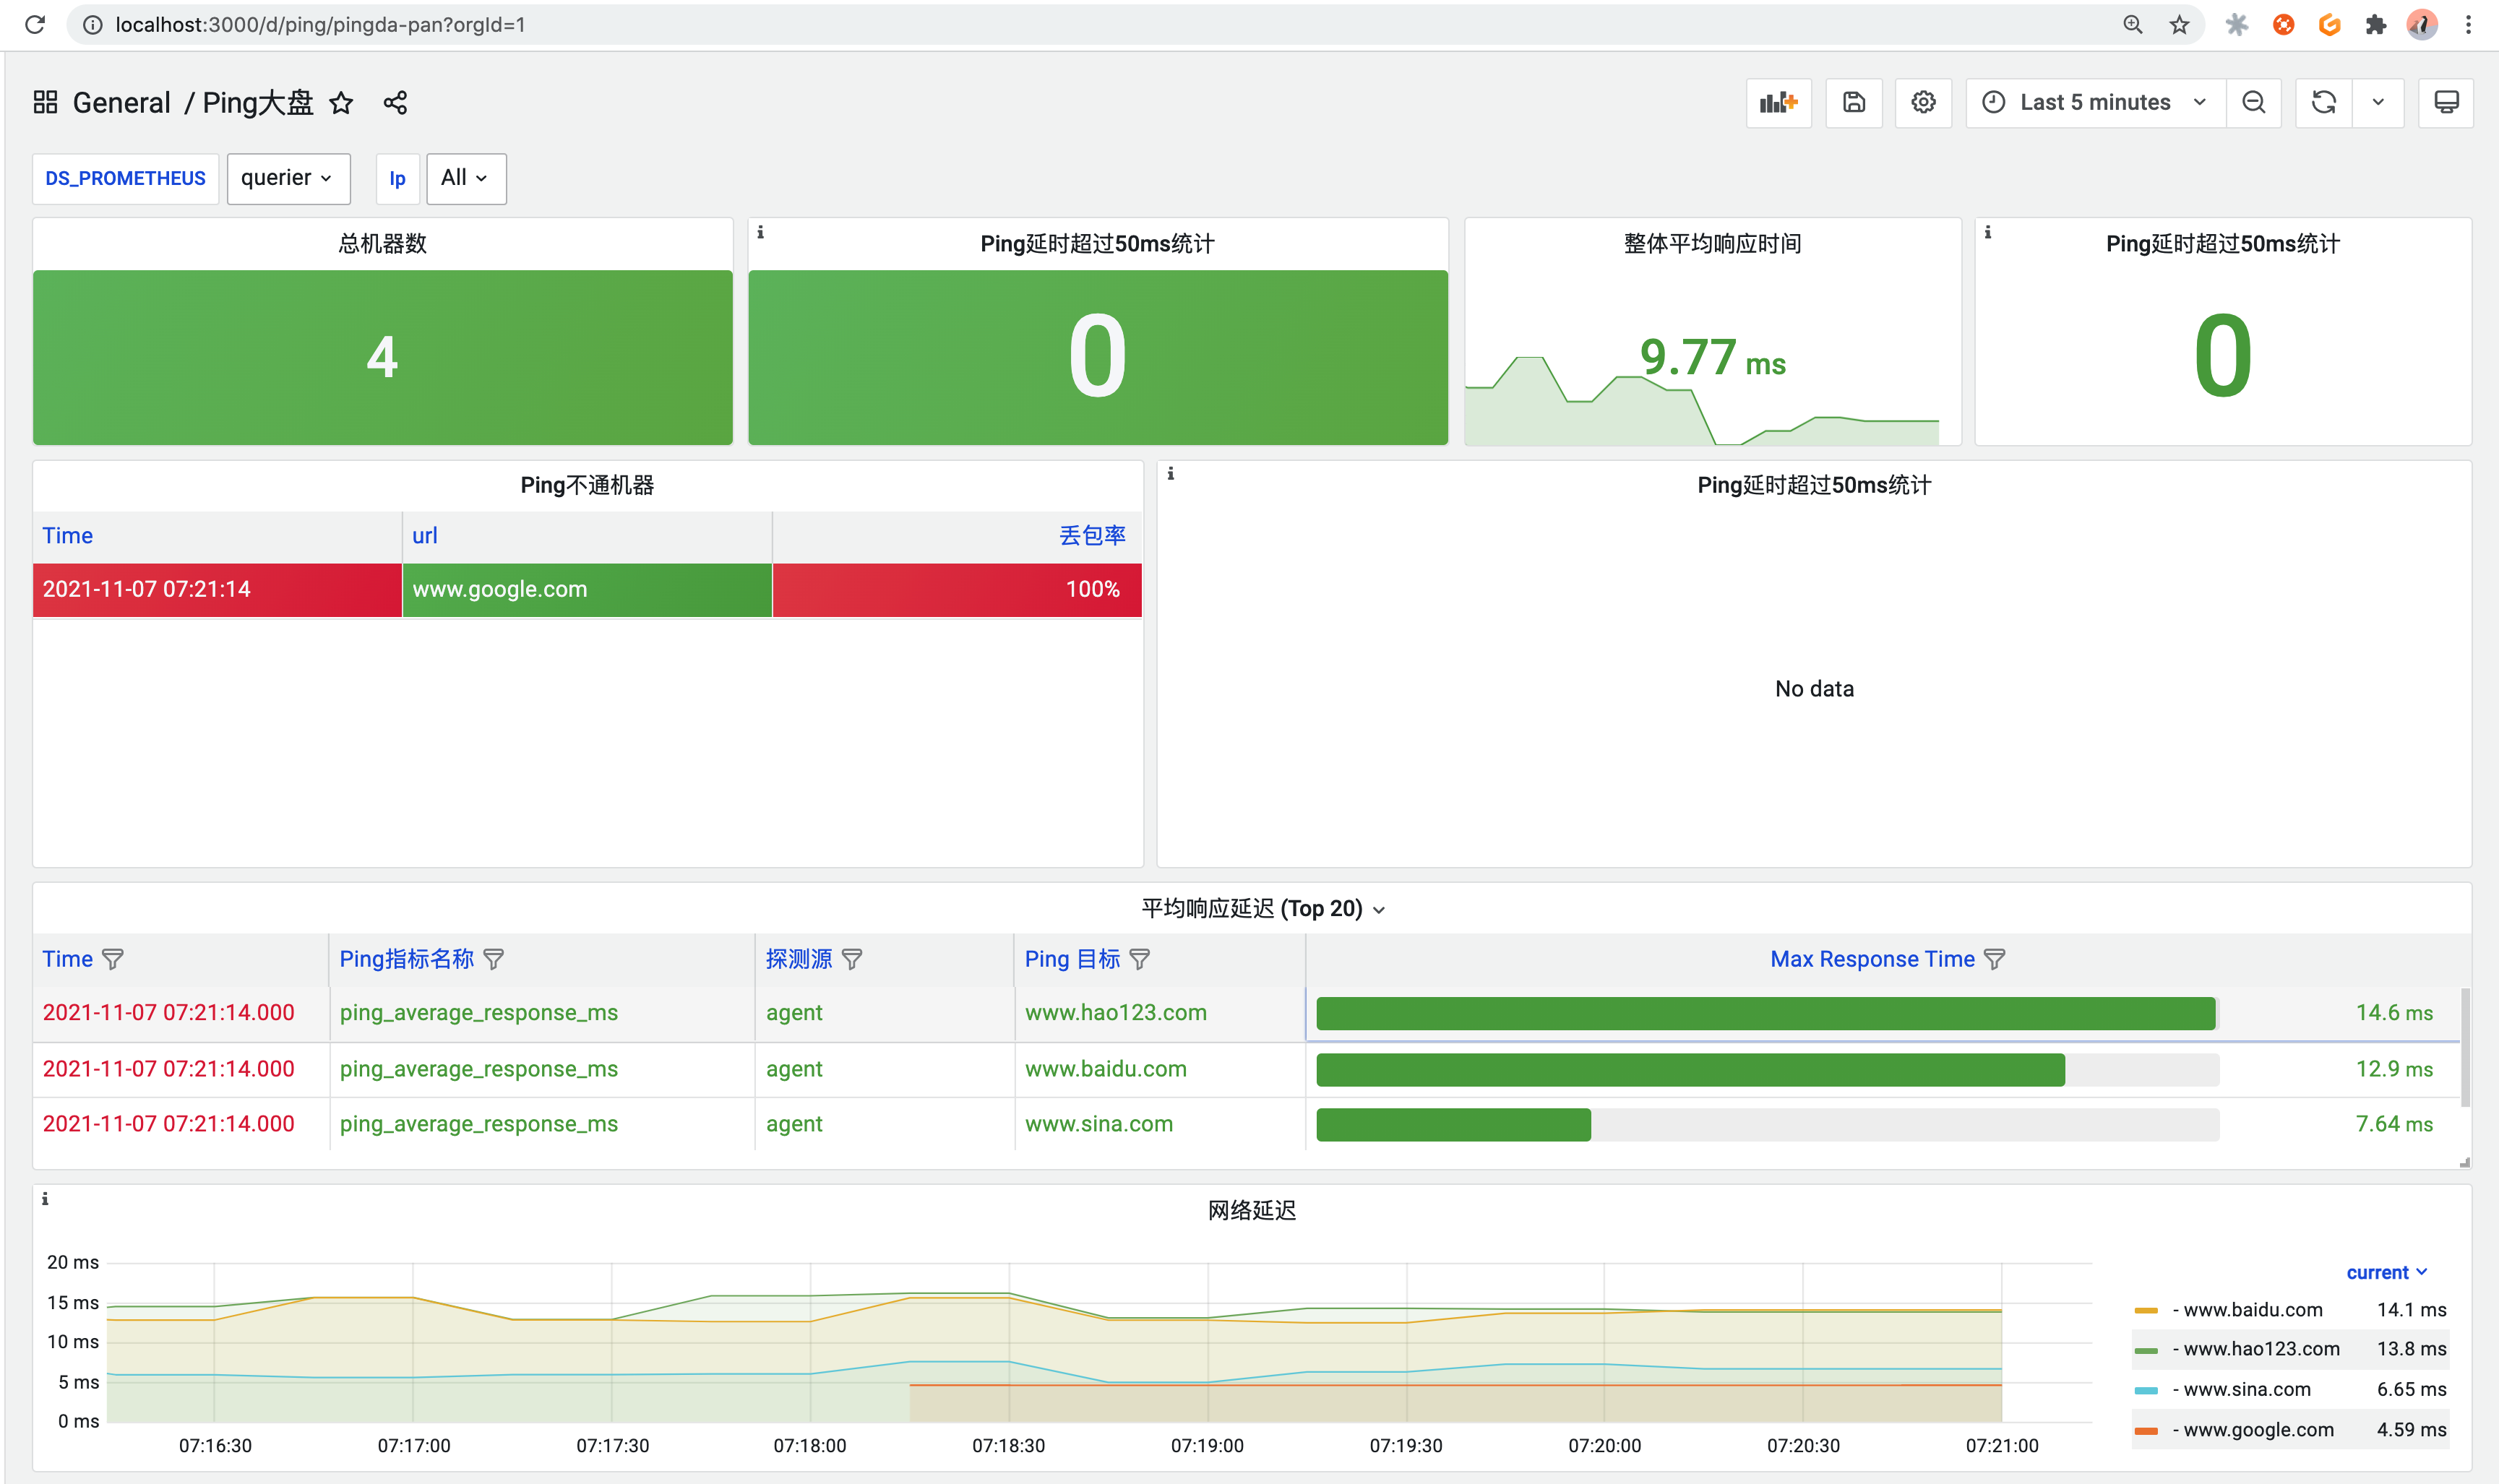 localhost:3000/d/ping/pingda-pan?orgId=1
General / Ping大盘
Last 5 minutes
DS_PROMETHEUS querier Ip All
总机器数
4
Ping延时超过50ms统计
0
整体平均响应时间
9.77 ms
Ping延时超过50ms统计
0
Ping不通机器
Time url 丢包率
2021-11-07 07:21:14 www.google.com 100%
Ping延时超过50ms统计
No data
平均响应延迟 (Top 20)
Time Ping指标名称 探测源 Ping 目标 Max Response Time
2021-11-07 07:21:14.000 ping_average_response_ms agent www.hao123.com 14.6 ms
2021-11-07 07:21:14.000 ping_average_response_ms agent www.baidu.com 12.9 ms
2021-11-07 07:21:14.000 ping_average_response_ms agent www.sina.com 7.64 ms
网络延迟
20 ms
15 ms
10 ms
5 ms
0 ms
07:16:30 07:17:00 07:17:30 07:18:00 07:18:30 07:19:00 07:19:30 07:20:00 07:20:30 07:21:00
current
- www.baidu.com 14.1 ms
- www.hao123.com 13.8 ms
- www.sina.com 6.65 ms
- www.google.com 4.59 ms